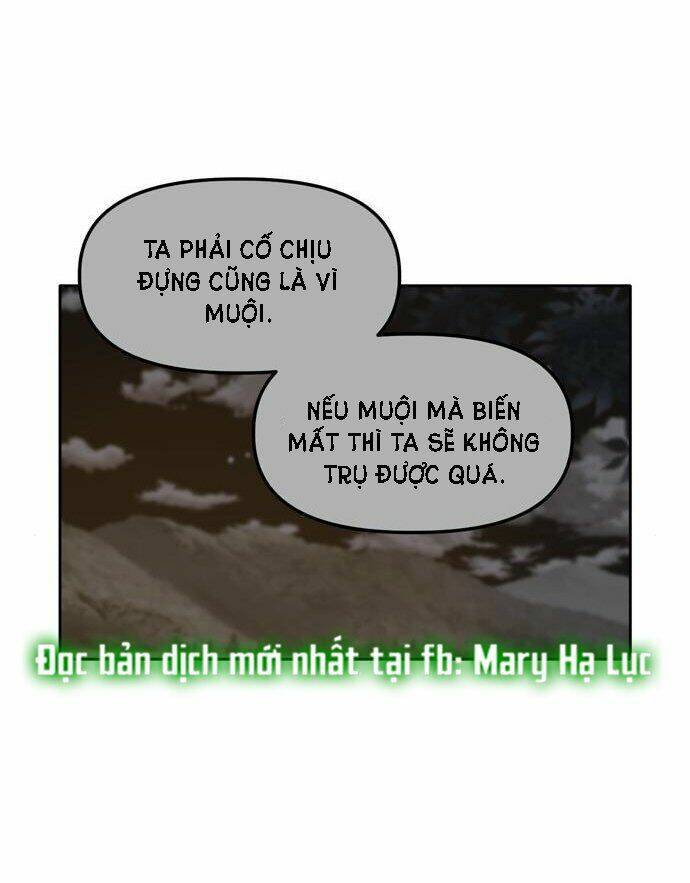 TA PHẢI CỐ CHỊU
ĐỰNG CŨNG LÀ VÌ
MUỘI.
NẾU MUỘI MÀ BIẾN
MẤT THÌ TA SẼ KHÔNG
TRỤ ĐƯỢC QUÁ.
Đọc bản dịch mới nhất tại fb: Mary Hạ Lục